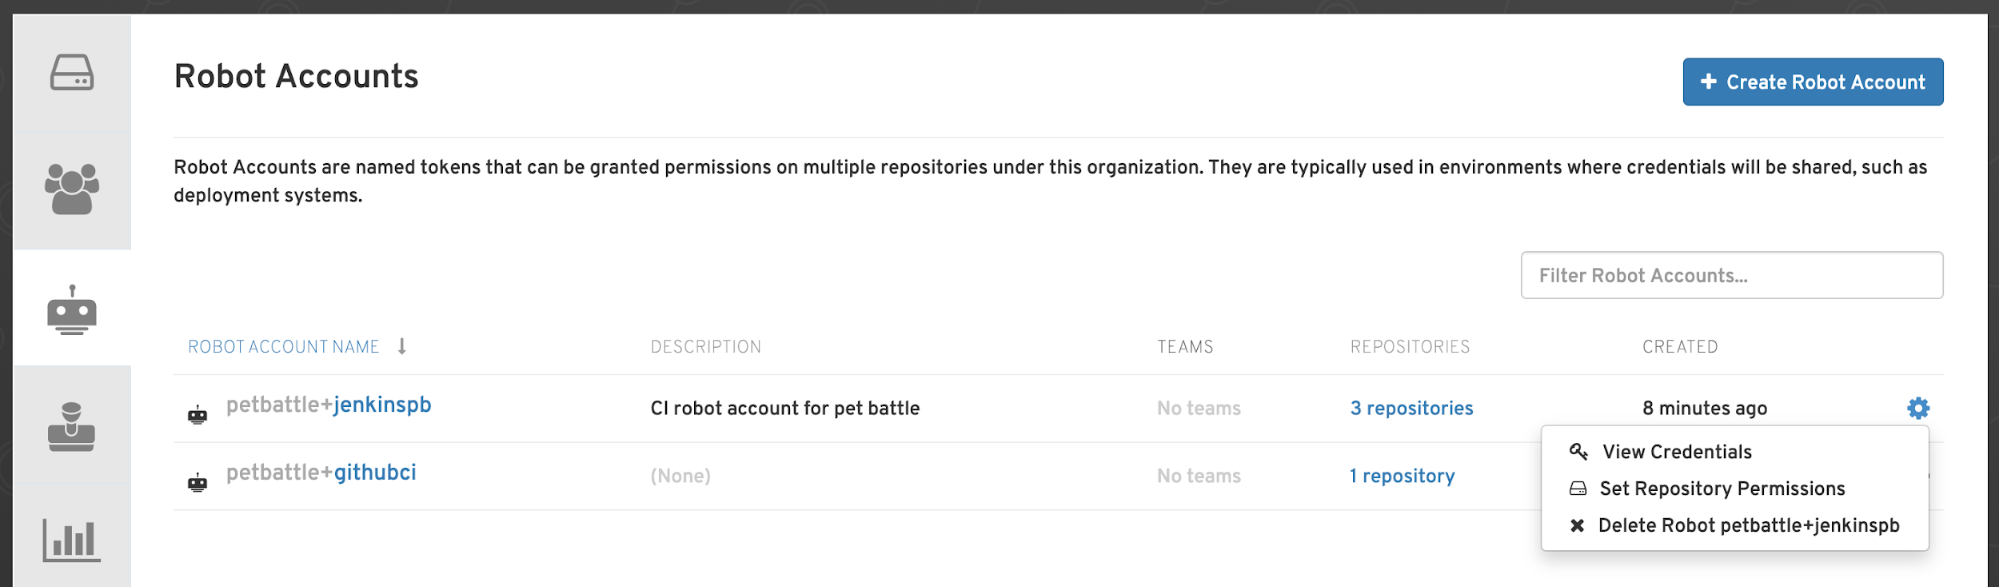 Robot Accounts
+ Create Robot Account
Robot Accounts are named tokens that can be granted permissions on multiple repositories under this organization. They are typically used in environments where credentials will be shared, such as
deployment systems.
Filter Robot Accounts...
ROBOT ACCOUNT NAME ↓ DESCRIPTION TEAMS REPOSITORIES CREATED
petbattle+jenkinspb CI robot account for pet battle No teams 3 repositories 8 minutes ago
petbattle+githubci (None) No teams 1 repository
View Credentials
Set Repository Permissions
Delete Robot petbattle+jenkinspb